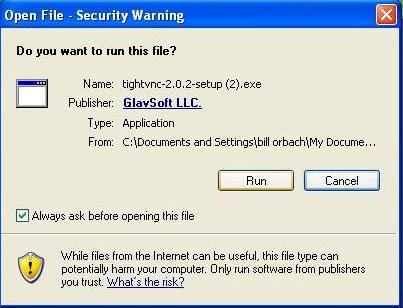 Open File - Security Warning
Do you want to run this file?
Name: tightvnc-2.0.2-setup (2).exe
Publisher: GlavSoft LLC.
Type: Application
From: C:\Documents and Settings\bill orbach\My Docume...
Run
Cancel
Always ask before opening this file
While files from the Internet can be useful, this file type can
potentially harm your computer. Only run software from publishers
you trust. What's the risk?